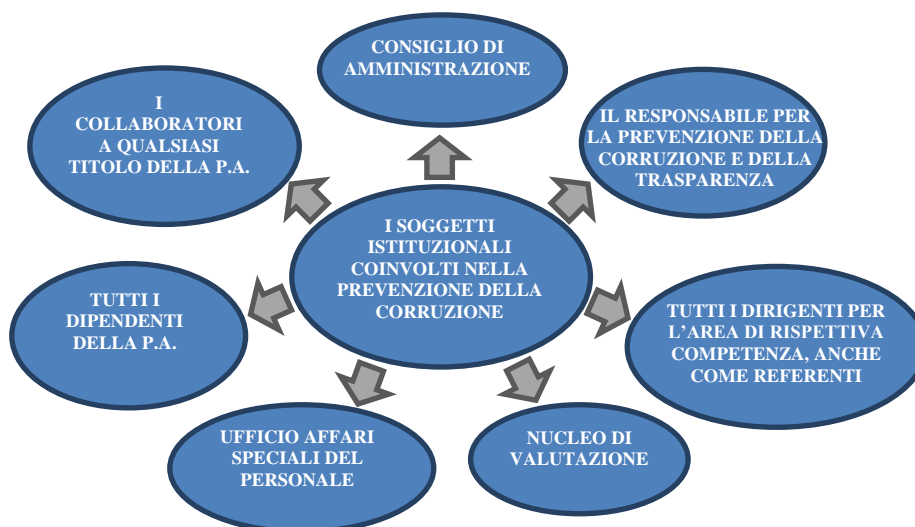 CONSIGLIO DI
AMMINISTRAZIONE
I
COLLABORATORI
A QUALSIASI
TITOLO DELLA P.A.
IL RESPONSABILE PER
LA PREVENZIONE DELLA
CORRUZIONE E DELLA
TRASPARENZA
I SOGGETTI
ISTITUZIONALI
COINVOLTI NELLA
PREVENZIONE DELLA
CORRUZIONE
TUTTI I
DIPENDENTI
DELLA P.A.
TUTTI I DIRIGENTI PER
L’AREA DI RISPETTIVA
COMPETENZA, ANCHE
COME REFERENTI
UFFICIO AFFARI
SPECIALI DEL
PERSONALE
NUCLEO DI
VALUTAZIONE